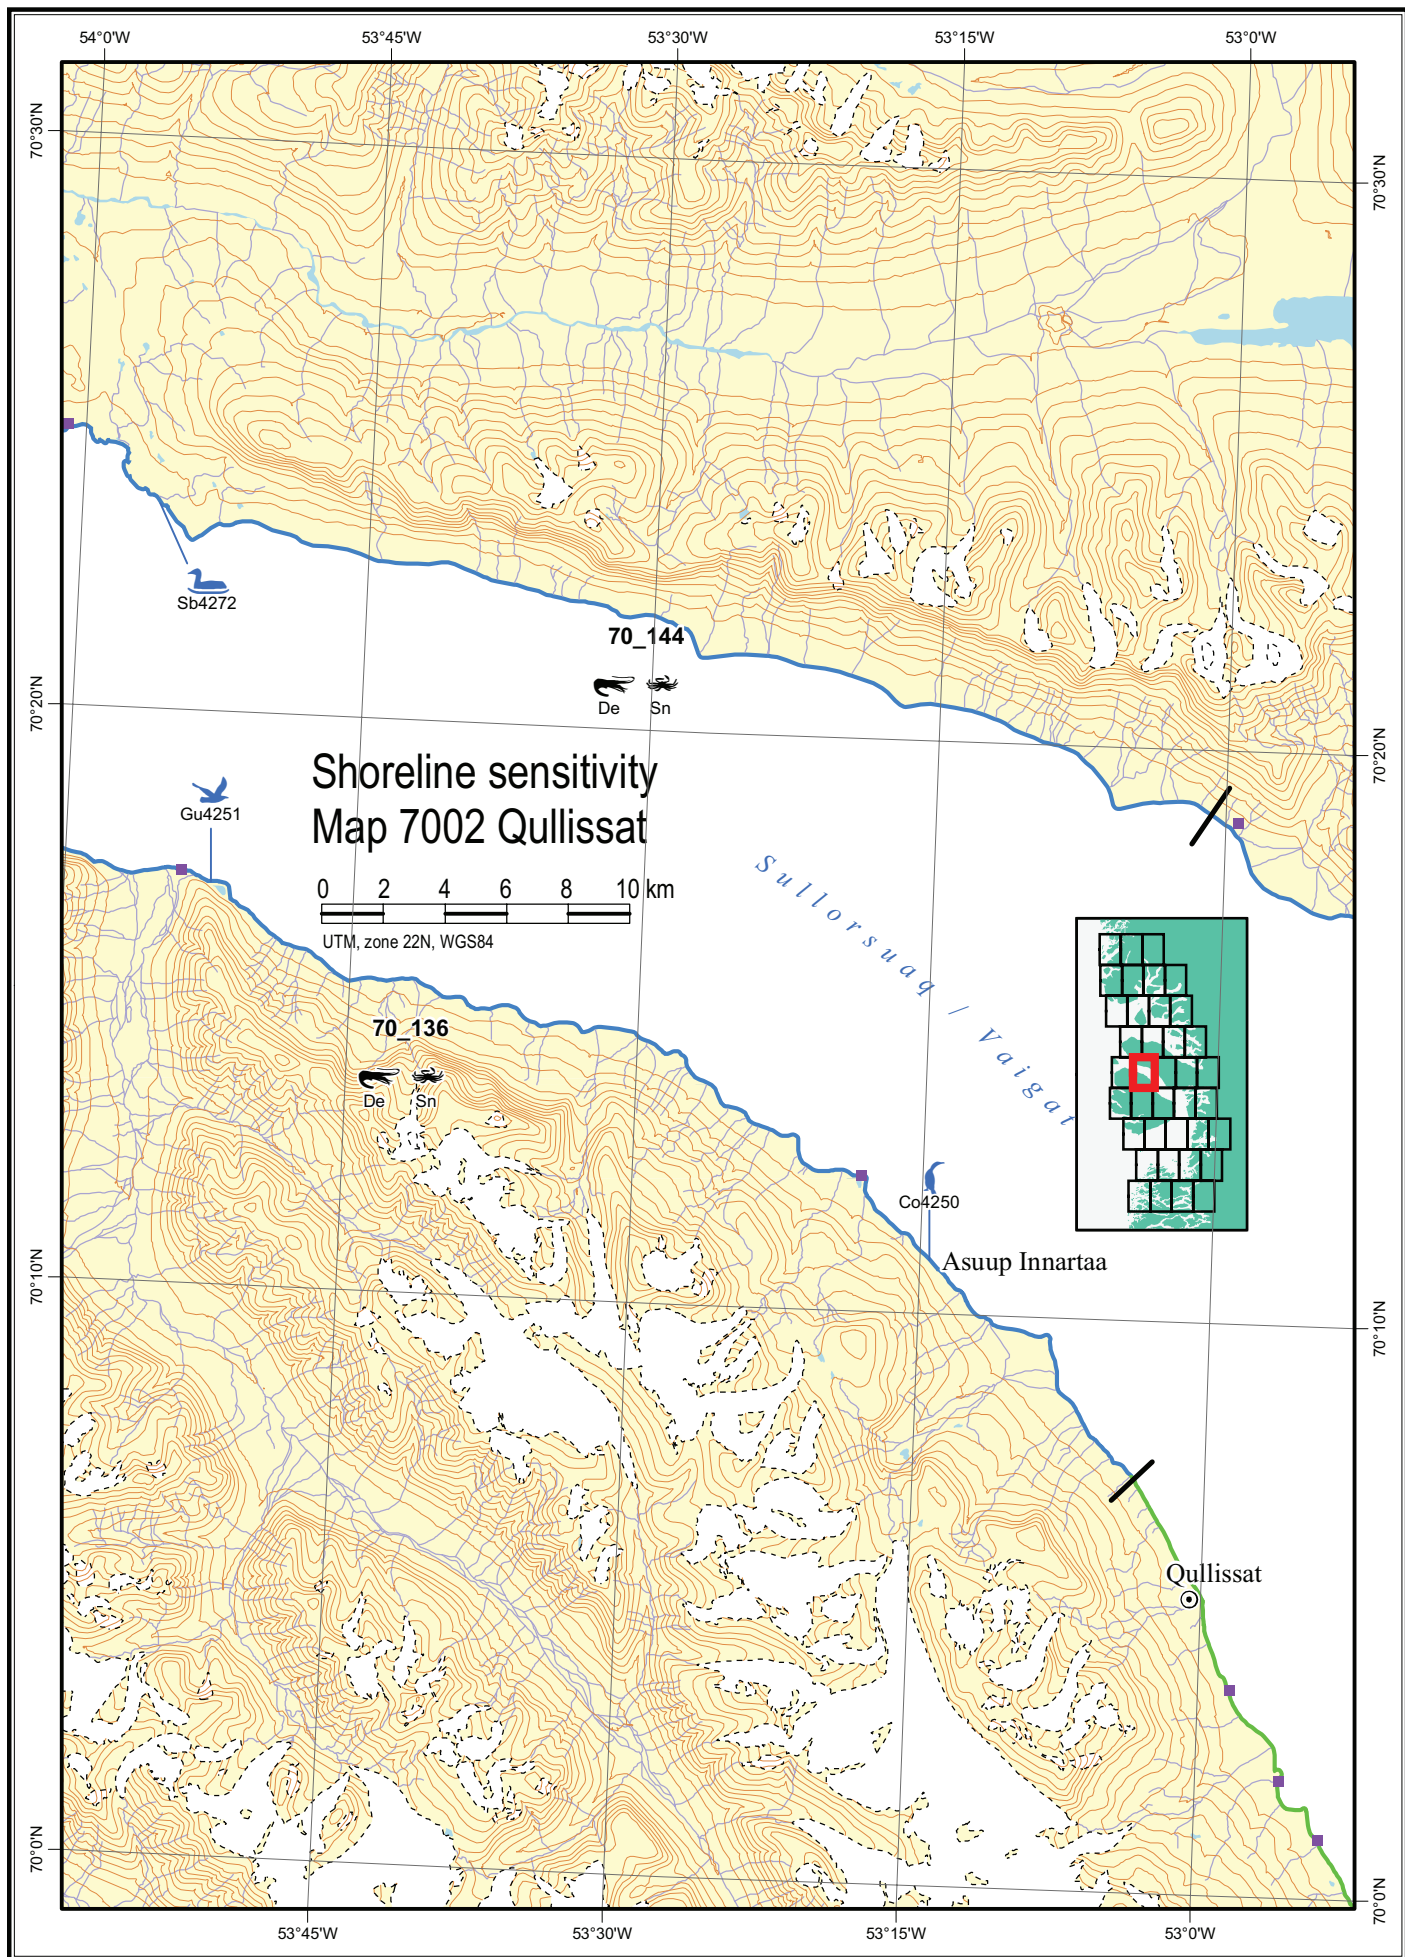 54°0'W
53°45'W
53°30'W
53°15'W
53°0'W
70°30'N
70°30'N
Sb4272
70_144
De
Sn
70°20'N
70°20'N
Shoreline sensitivity
Map 7002 Qullissat
Gu4251
0 2 4 6 8 10 km
UTM, zone 22N, WGS84
Sullorsuaq / Vaigat
70_136
De
Sn
Co4250
Asuup Innartaa
70°10'N
70°10'N
Qullissat
70°0'N
70°0'N
53°45'W
53°30'W
53°15'W
53°0'W